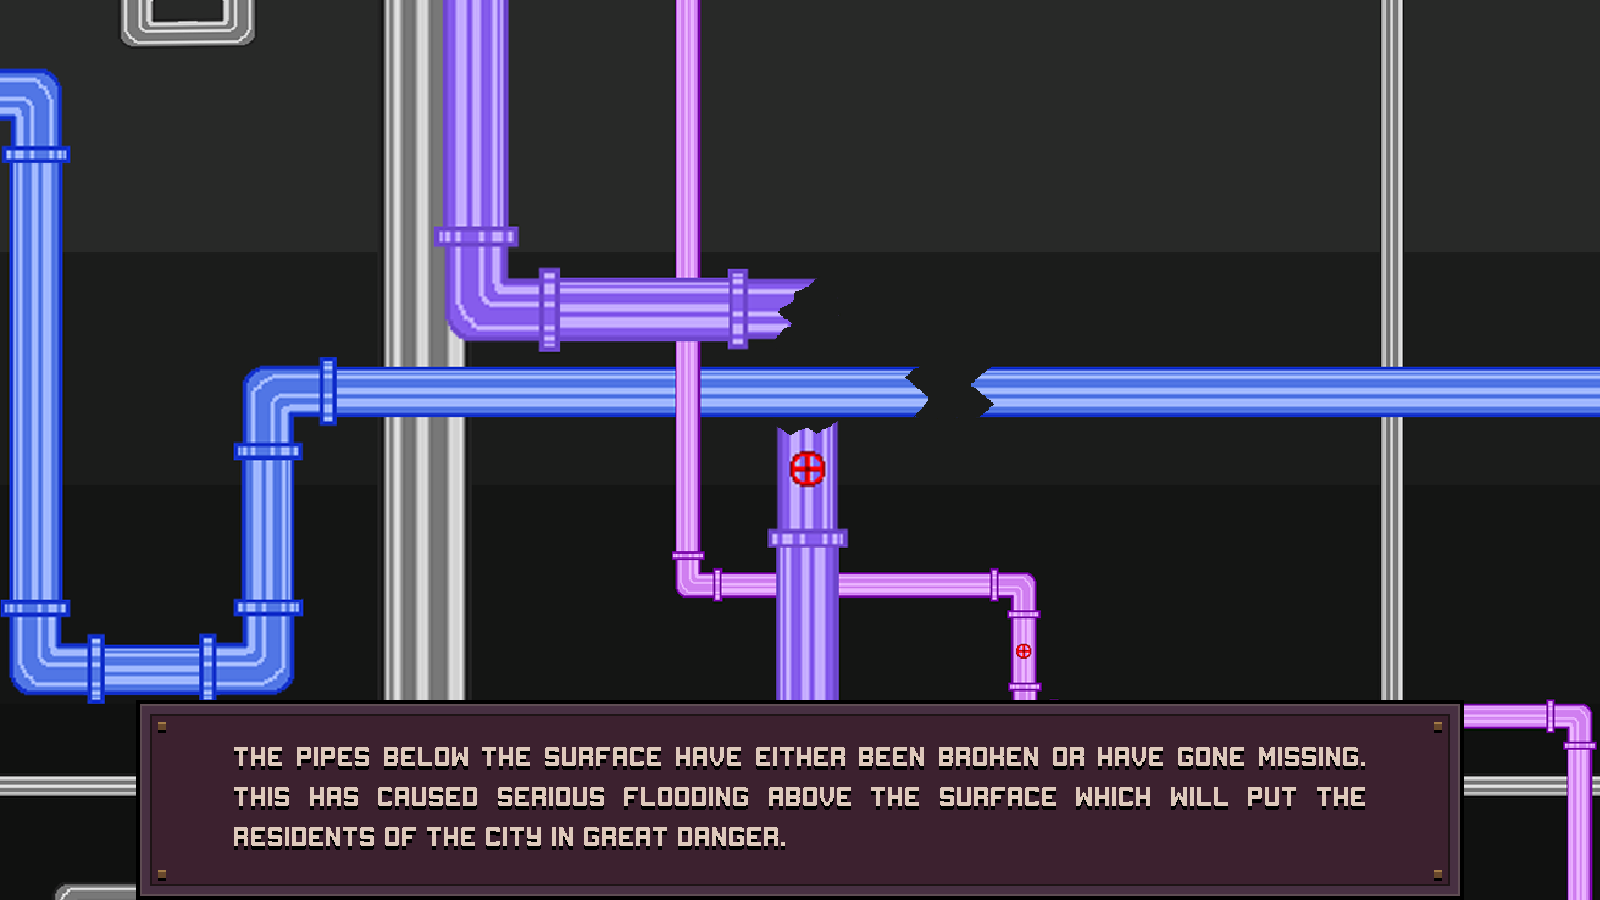 THE PIPES BELOW THE SURFACE HAVE EITHER BEEN BROKEN OR HAVE GONE MISSING.
THIS HAS CAUSED SERIOUS FLOODING ABOVE THE SURFACE WHICH WILL PUT THE
RESIDENTS OF THE CITY IN GREAT DANGER.